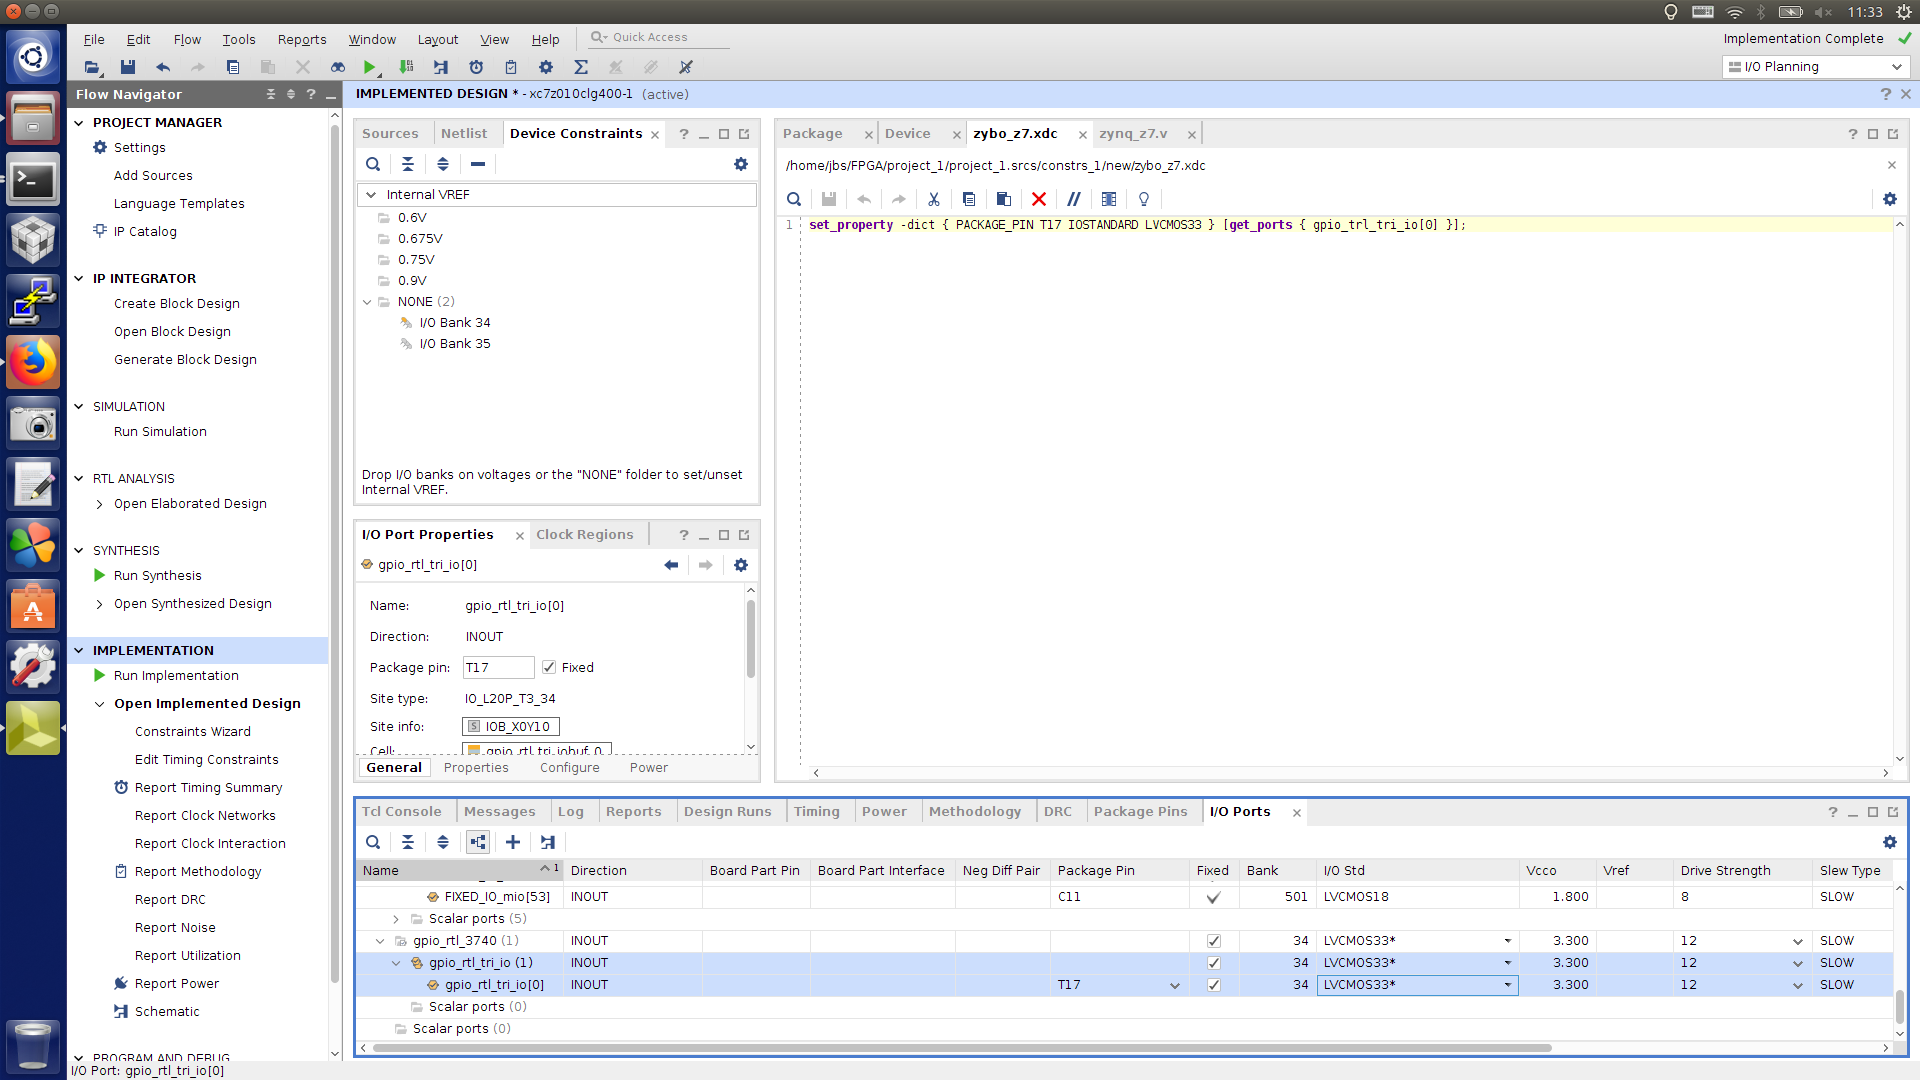 11:33
File Edit Flow Tools Reports Window Layout View Help Quick Access
Implementation Complete
I/O Planning
Flow Navigator
PROJECT MANAGER
Settings
Add Sources
Language Templates
IP Catalog
IP INTEGRATOR
Create Block Design
Open Block Design
Generate Block Design
SIMULATION
Run Simulation
RTL ANALYSIS
Open Elaborated Design
SYNTHESIS
Run Synthesis
Open Synthesized Design
IMPLEMENTATION
Run Implementation
Open Implemented Design
Constraints Wizard
Edit Timing Constraints
Report Timing Summary
Report Clock Networks
Report Clock Interaction
Report Methodology
Report DRC
Report Noise
Report Utilization
Report Power
Schematic
PROGRAM AND DEBUG
I/O Port: gpio_rtl_tri_io[0]
IMPLEMENTED DESIGN * - xc7z010clg400-1 (active)
Sources Netlist Device Constraints
Internal VREF
0.6V
0.675V
0.75V
0.9V
NONE (2)
I/O Bank 34
I/O Bank 35
Drop I/O banks on voltages or the "NONE" folder to set/unset
Internal VREF.
I/O Port Properties Clock Regions
gpio_rtl_tri_io[0]
Name: gpio_rtl_tri_io[0]
Direction: INOUT
Package pin: T17 Fixed
Site type: IO_L20P_T3_34
Site info: IOB_X0Y10
Cell: gpio_rtl_tri_iobuf_0
General Properties Configure Power
Package Device zybo_z7.xdc zynq_z7.v
/home/jbs/FPGA/project_1/project_1.srcs/constrs_1/new/zybo_z7.xdc
1 set_property -dict { PACKAGE_PIN T17 IOSTANDARD LVCMOS33 } [get_ports { gpio_trl_tri_io[0] }];
Tcl Console Messages Log Reports Design Runs Timing Power Methodology DRC Package Pins I/O Ports
Name 1 Direction Board Part Pin Board Part Interface Neg Diff Pair Package Pin Fixed Bank I/O Std Vcco Vref Drive Strength Slew Type
FIXED_IO_mio[53] INOUT C11 501 LVCMOS18 1.800 8 SLOW
Scalar ports (5)
gpio_rtl_3740 (1) INOUT 34 LVCMOS33* 3.300 12 SLOW
gpio_rtl_tri_io (1) INOUT 34 LVCMOS33* 3.300 12 SLOW
gpio_rtl_tri_io[0] INOUT T17 34 LVCMOS33* 3.300 12 SLOW
Scalar ports (0)
Scalar ports (0)